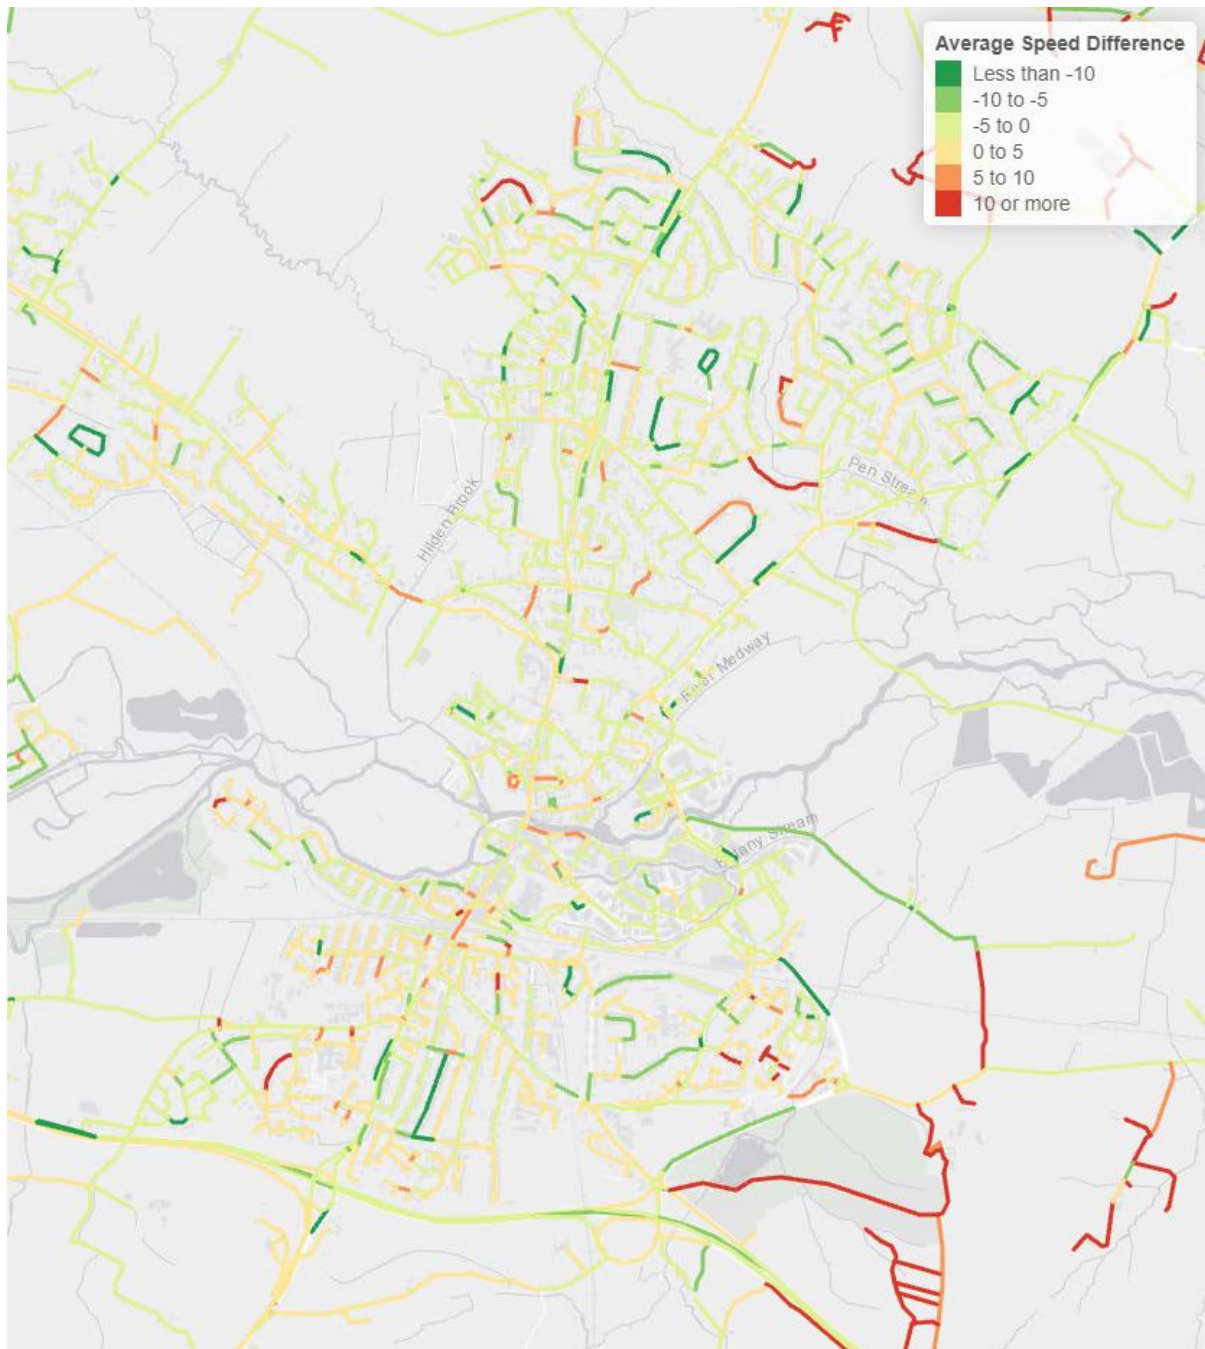 Average Speed Difference
Less than -10
-10 to -5
-5 to 0
0 to 5
5 to 10
10 or more
Pen Stream
Hilden Brook
River Medway
Stream